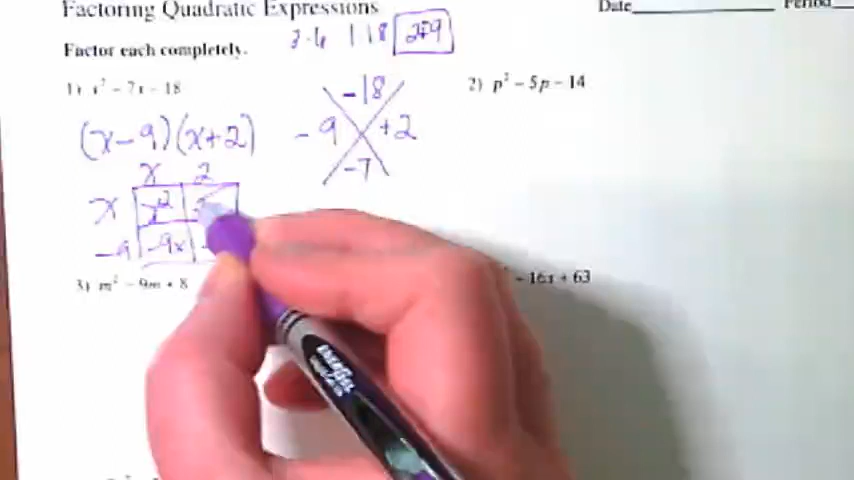 Factoring Quadratic Expressions
Date
Period
Factor each completely.
3·6 1 18 2 9
1) x² - 7x - 18
(x-9)(x+2)
-18
-9 +2
-7
x 2
x x²
-9 -9x
2) p² - 5p - 14
3) m² - 9m + 8
- 16x + 63
ENERGEL